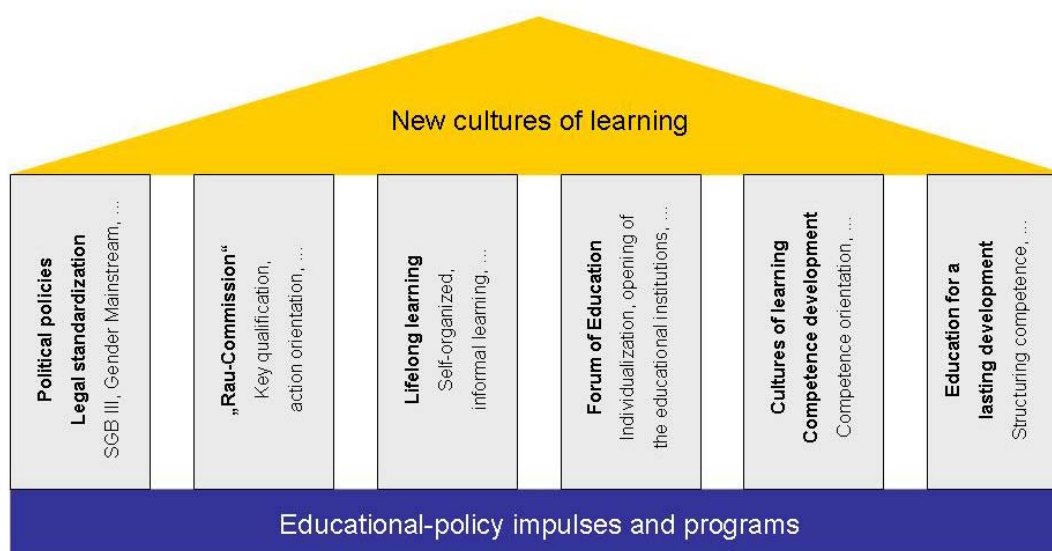 New cultures of learning
Political policies
Legal standardization
SGB III, Gender Mainstream, ...
„Rau-Commission“
Key qualification,
action orientation, ...
Lifelong learning
Self-organized,
informal learning, ...
Forum of Education
Individualization, opening of
the educational institutions, ...
Cultures of learning
Competence development
Competence orientation, ...
Education for a
lasting development
Structuring competence, ...
Educational-policy impulses and programs